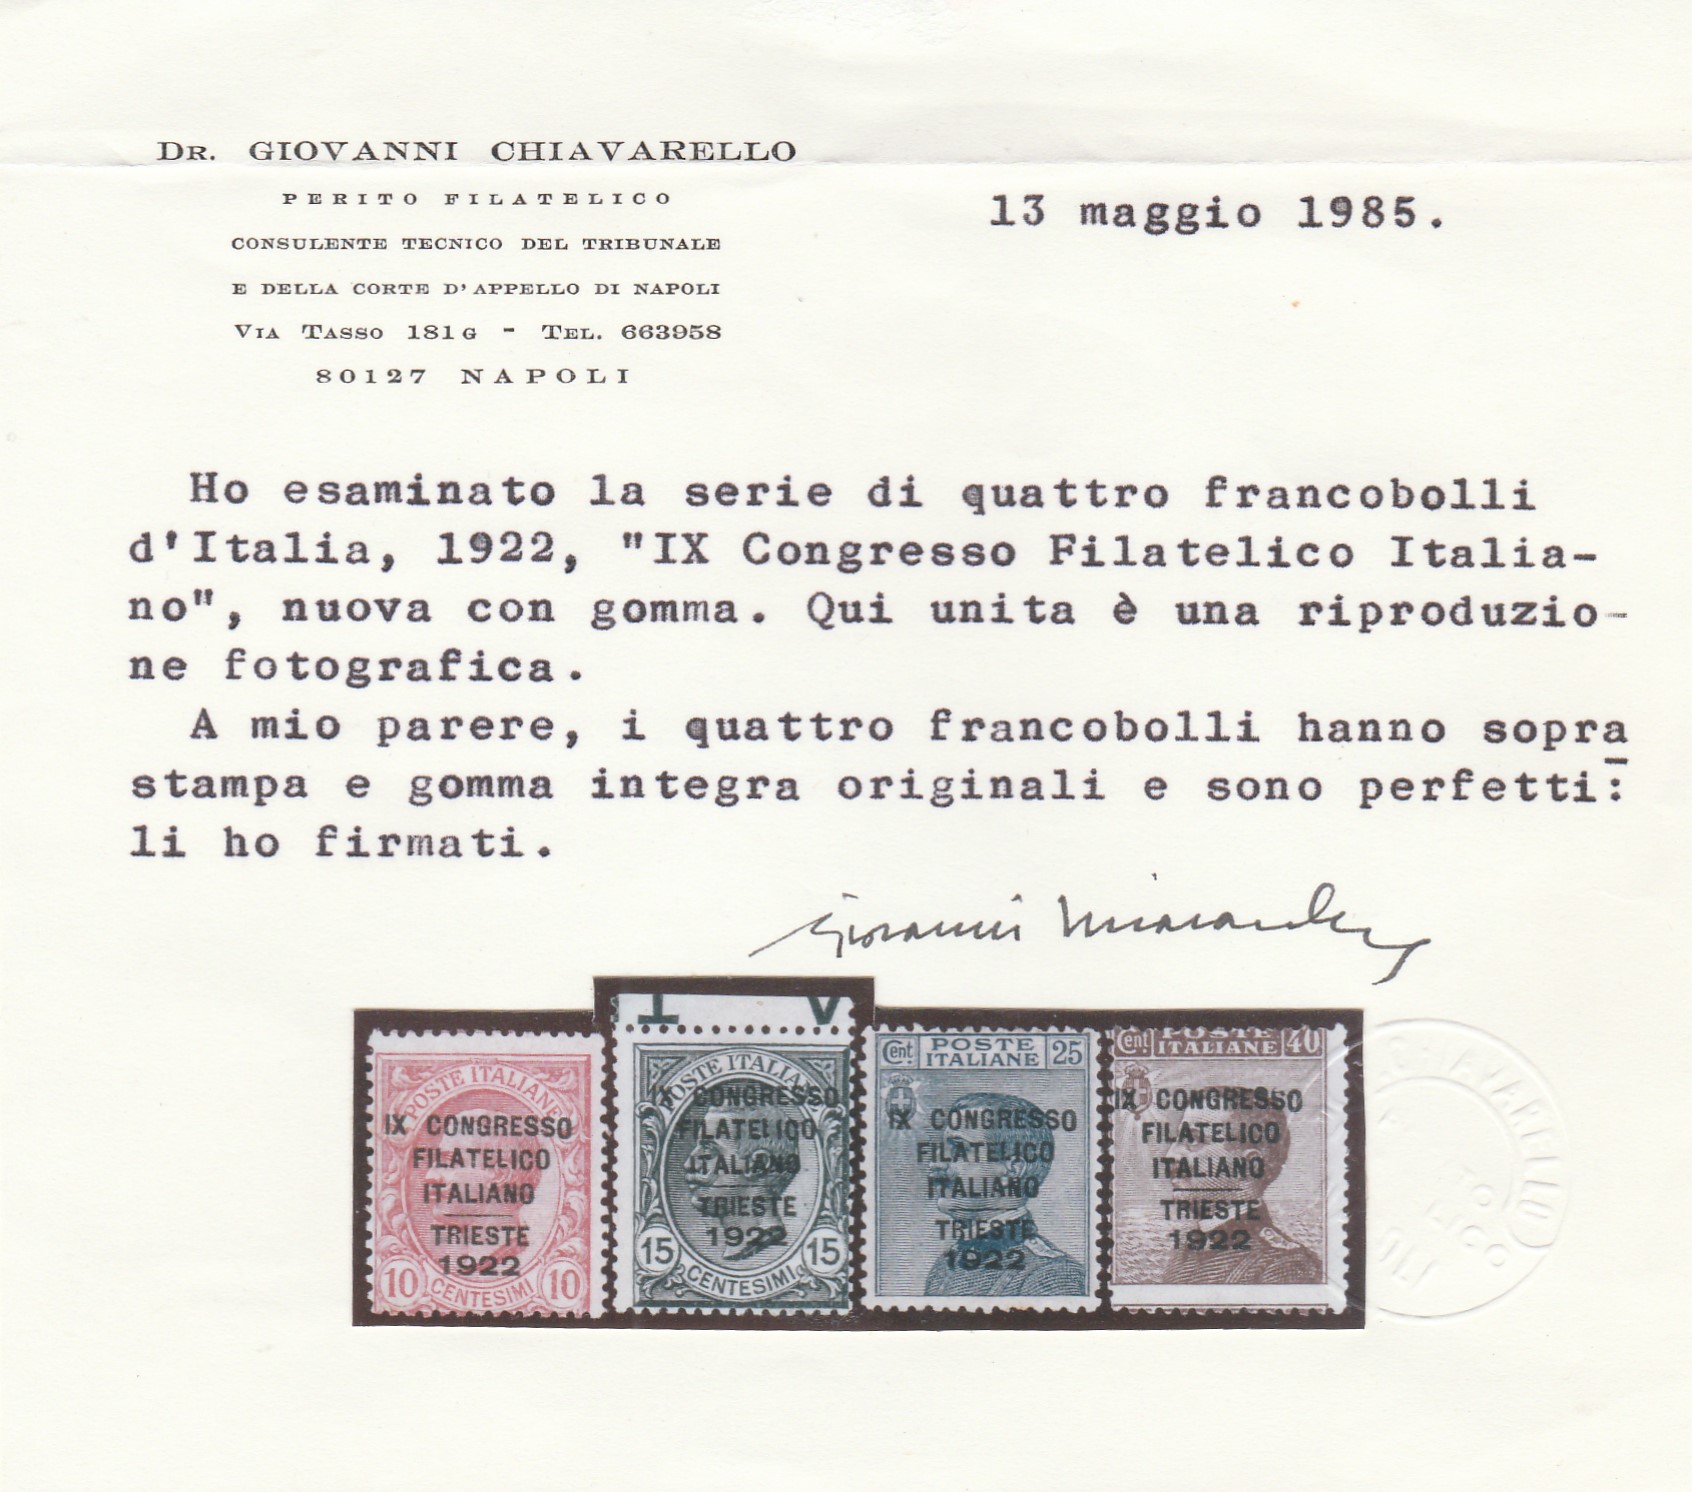 DR. GIOVANNI CHIAVARELLO
PERITO FILATELICO
CONSULENTE TECNICO DEL TRIBUNALE
E DELLA CORTE D'APPELLO DI NAPOLI
VIA TASSO 181G - TEL. 663958
80127 NAPOLI
13 maggio 1985.
Ho esaminato la serie di quattro francobolli
d'Italia, 1922, "IX Congresso Filatelico Italia-
no", nuova con gomma. Qui unita è una riproduzio-
ne fotografica.
A mio parere, i quattro francobolli hanno sopra
stampa e gomma integra originali e sono perfetti:
li ho firmati.
Giovanni Chiavarello
POSTE ITALIANE
IX CONGRESSO
FILATELICO
ITALIANO
TRIESTE
1922
10 CENTESIMI 10
I V
POSTE ITALIANE
IX CONGRESSO
FILATELICO
ITALIANO
TRIESTE
1922
15 CENTESIMI 15
Cent POSTE ITALIANE 25
IX CONGRESSO
FILATELICO
ITALIANO
TRIESTE
1922
Cent POSTE ITALIANE 40
IX CONGRESSO
FILATELICO
ITALIANO
TRIESTE
1922
CHIAVARELLO